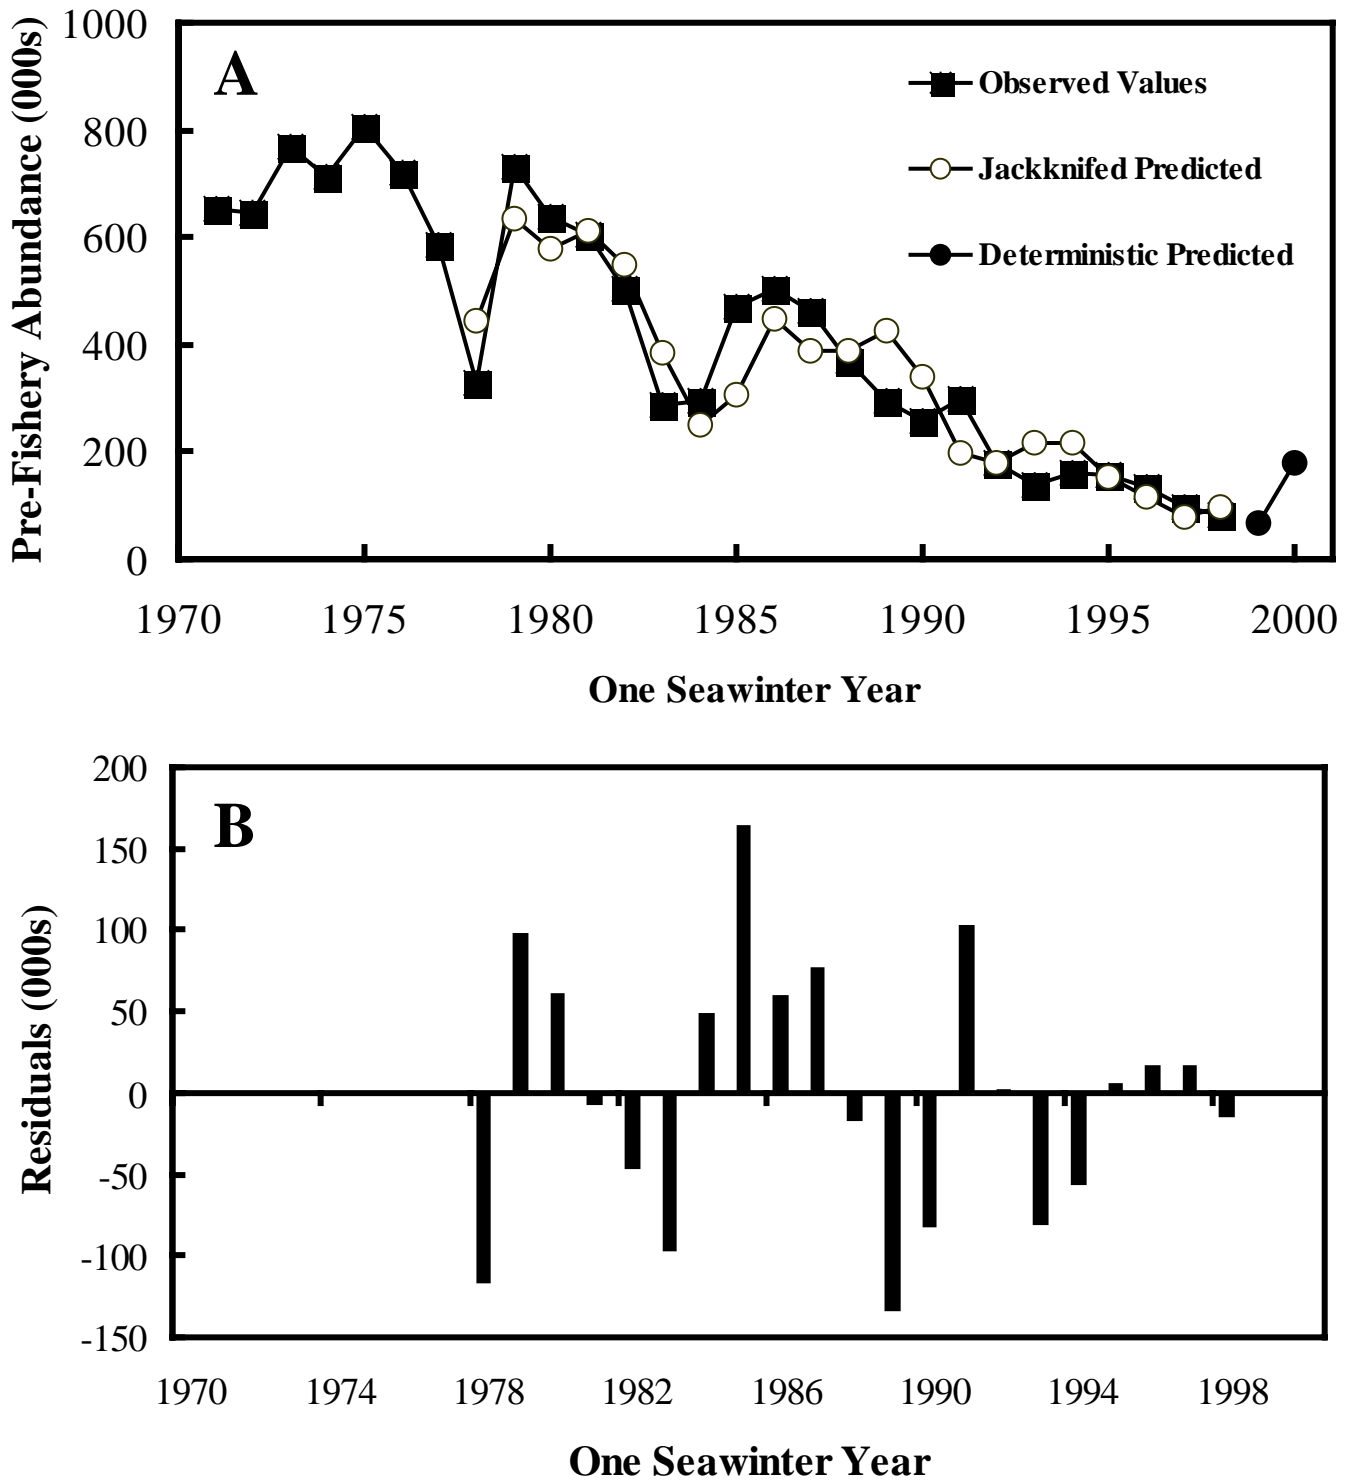 Pre-Fishery Abundance (000s)
1000
800
600
400
200
0
A
Observed Values
Jackknifed Predicted
Deterministic Predicted
1970 1975 1980 1985 1990 1995 2000
One Seawinter Year
Residuals (000s)
200
150
100
50
0
-50
-100
-150
B
1970 1974 1978 1982 1986 1990 1994 1998
One Seawinter Year